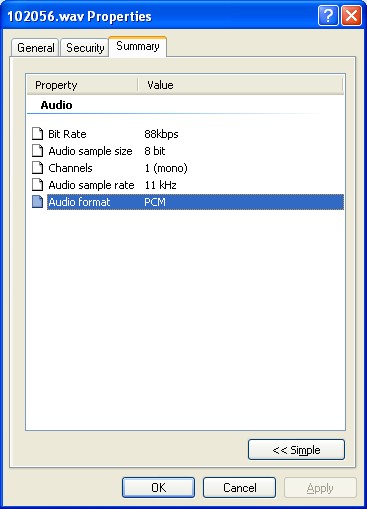 102056.wav Properties
General Security Summary
Property Value
Audio
Bit Rate 88kbps
Audio sample size 8 bit
Channels 1 (mono)
Audio sample rate 11 kHz
Audio format PCM
<< Simple
OK Cancel Apply